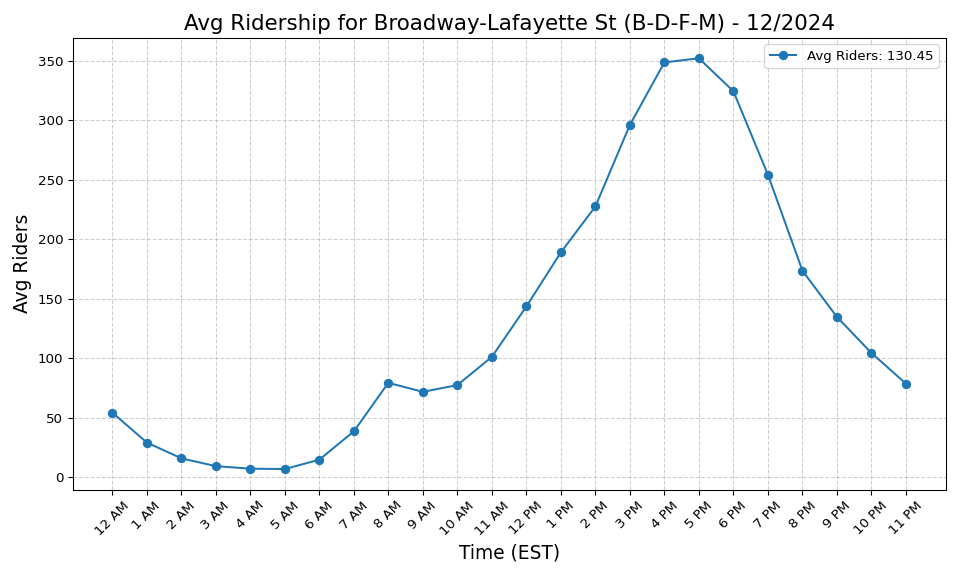 Avg Ridership for Broadway-Lafayette St (B-D-F-M) - 12/2024
Avg Riders: 130.45
350
300
250
200
150
100
50
0
Avg Riders
12 AM
1 AM
2 AM
3 AM
4 AM
5 AM
6 AM
7 AM
8 AM
9 AM
10 AM
11 AM
12 PM
1 PM
2 PM
3 PM
4 PM
5 PM
6 PM
7 PM
8 PM
9 PM
10 PM
11 PM
Time (EST)